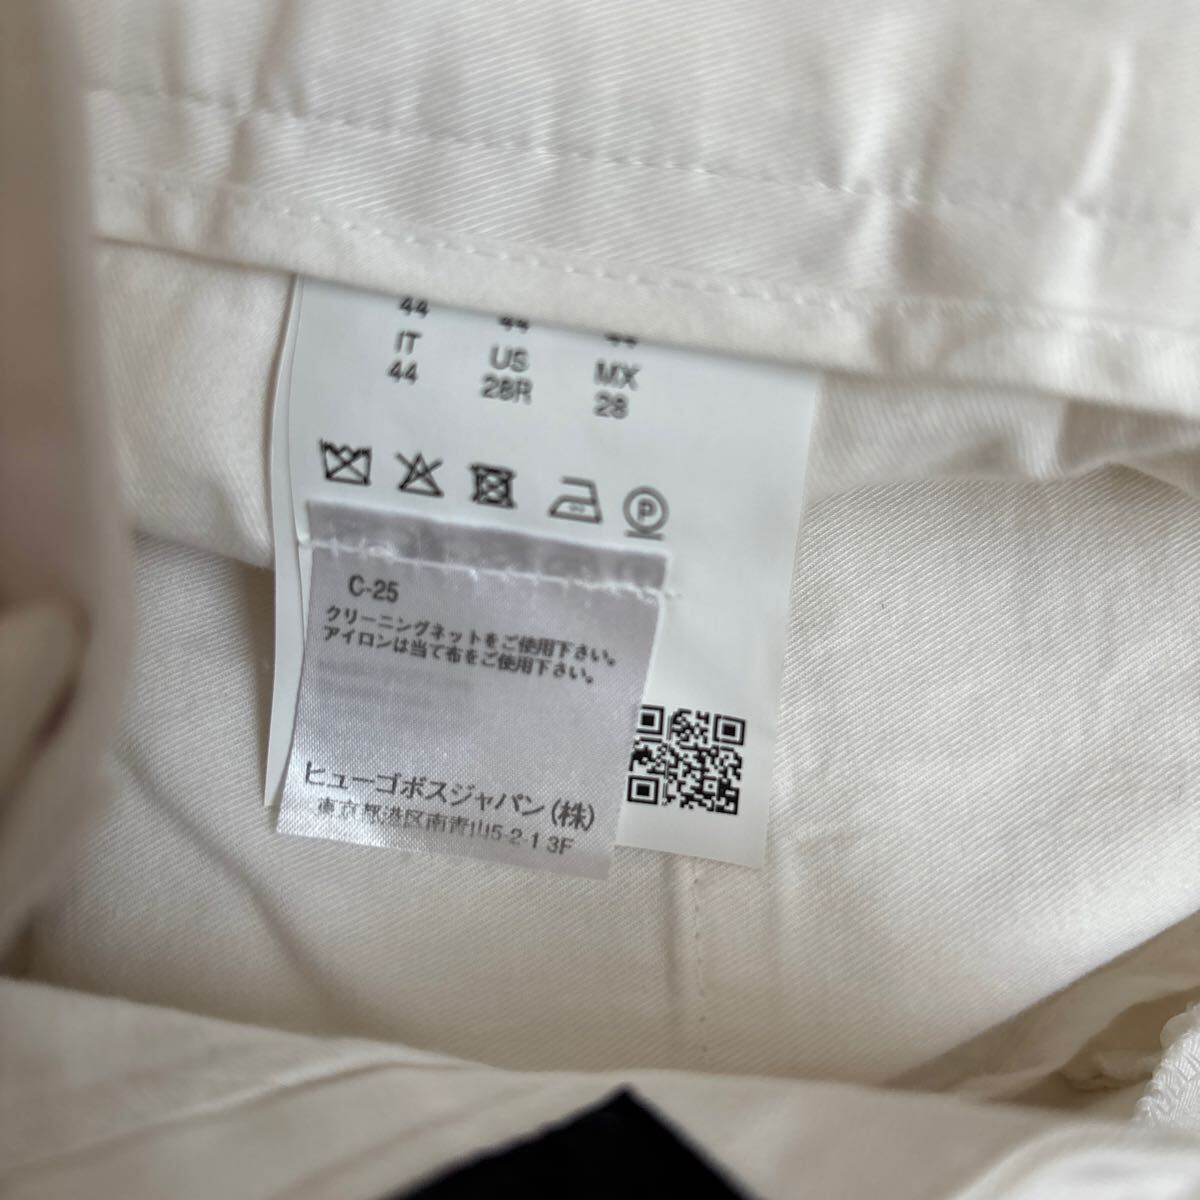 44 44 44
IT US MX
44 28R 28
P
C-25
クリーニングネットをご使用下さい。
アイロンは当て布をご使用下さい。
ヒューゴボスジャパン(株)
東京都港区南青山5-2-1 3F